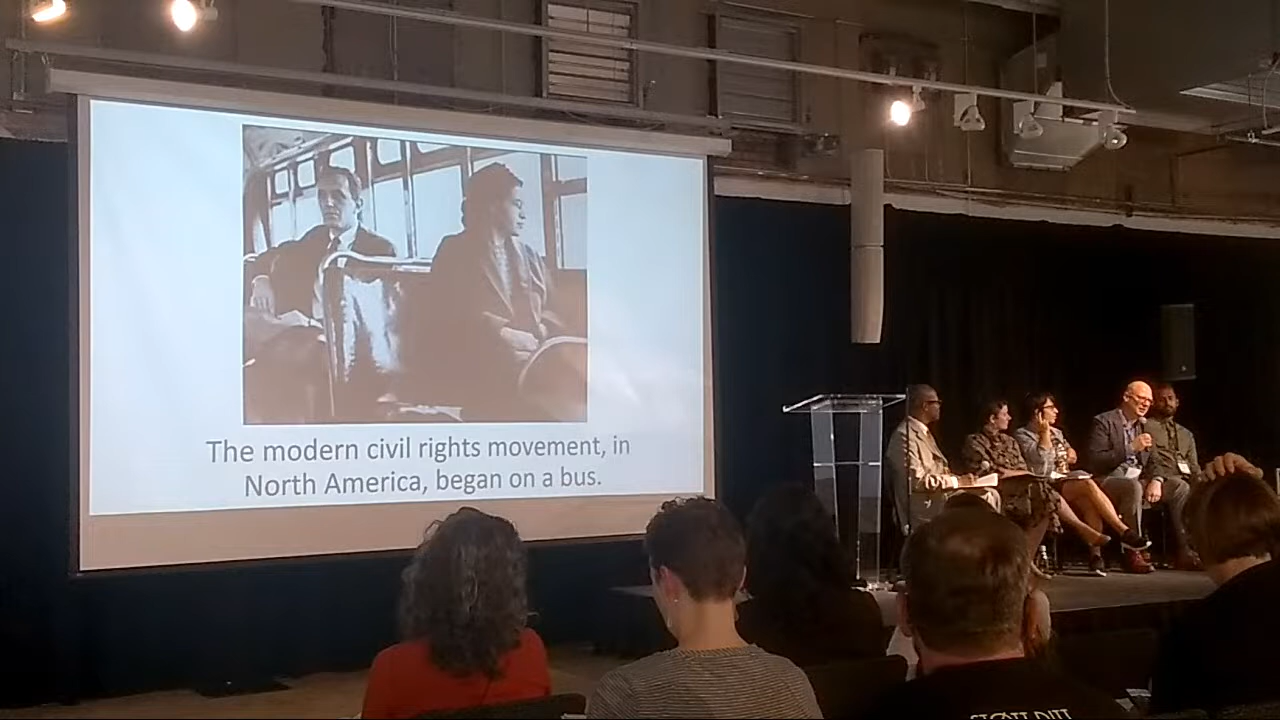 The modern civil rights movement, in
North America, began on a bus.